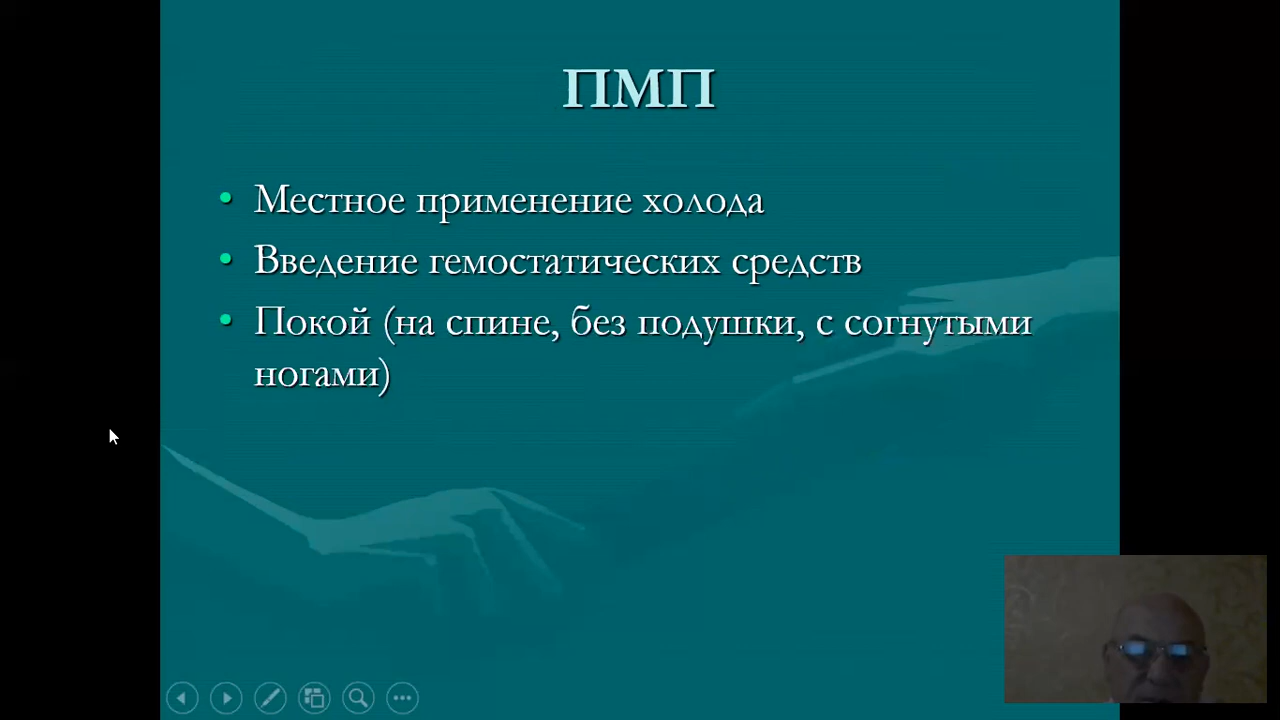 ПМП
• Местное применение холода
• Введение гемостатических средств
• Покой (на спине, без подушки, с согнутыми
ногами)